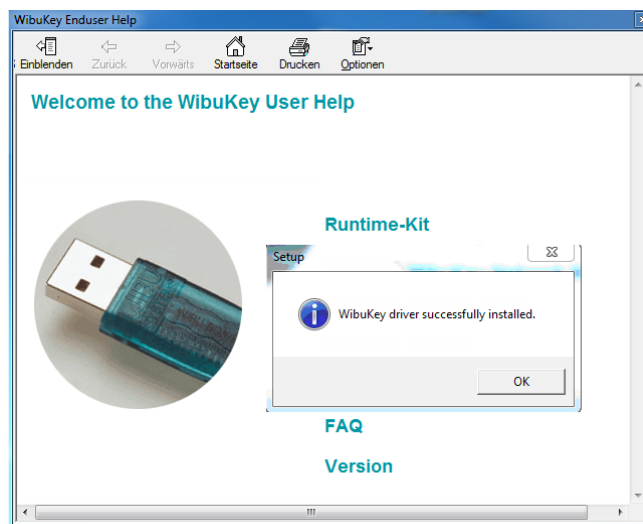 WibuKey Enduser Help
Einblenden Zurück Vorwärts Startseite Drucken Optionen
Welcome to the WibuKey User Help
Runtime-Kit
Setup
WibuKey driver successfully installed.
OK
FAQ
Version